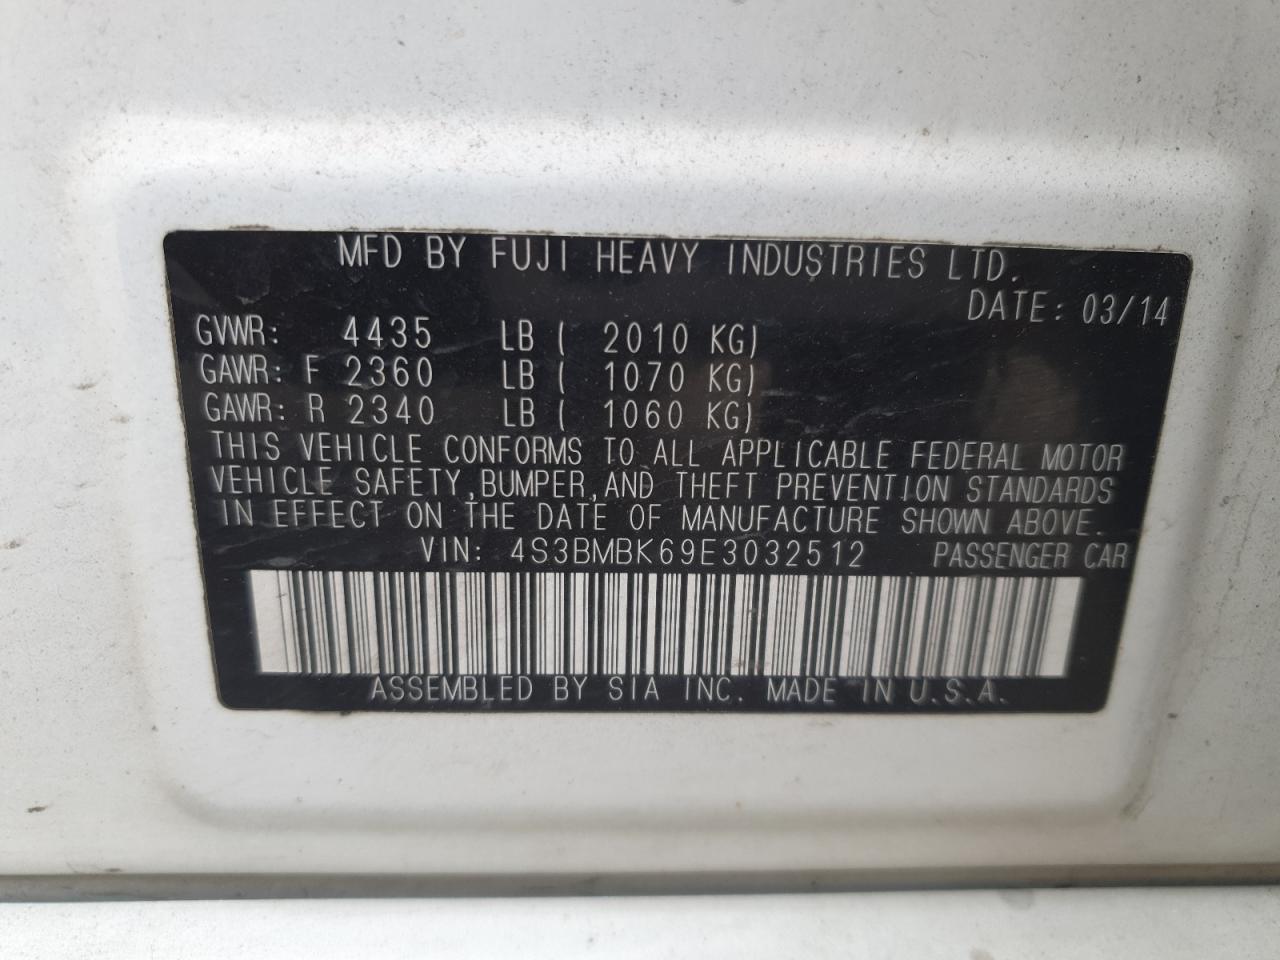 MFD BY FUJI HEAVY INDUSTRIES LTD.
DATE: 03/14
GVWR: 4435 LB ( 2010 KG)
GAWR: F 2360 LB ( 1070 KG)
GAWR: R 2340 LB ( 1060 KG)
THIS VEHICLE CONFORMS TO ALL APPLICABLE FEDERAL MOTOR
VEHICLE SAFETY,BUMPER,AND THEFT PREVENTION STANDARDS
IN EFFECT ON THE DATE OF MANUFACTURE SHOWN ABOVE.
VIN: 4S3BMBK69E3032512 PASSENGER CAR
ASSEMBLED BY SIA INC. MADE IN U.S.A.